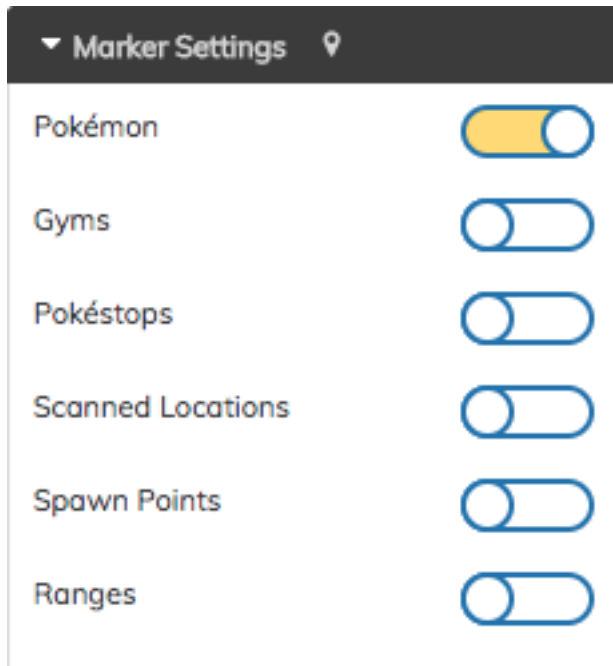 Marker Settings
Pokémon
Gyms
Pokéstops
Scanned Locations
Spawn Points
Ranges